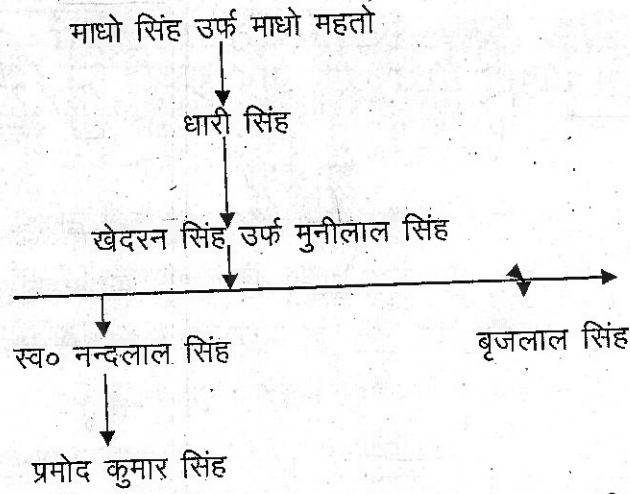 माधो सिंह उर्फ माधो महतो
धारी सिंह
खेदरन सिंह उर्फ मुनीलाल सिंह
स्व० नन्दलाल सिंह
बृजलाल सिंह
प्रमोद कुमार सिंह